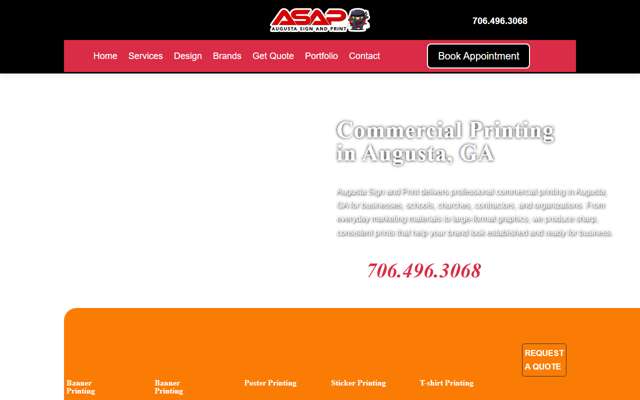 ASAP
AUGUSTA SIGN AND PRINT
706.496.3068
Home Services Design Brands Get Quote Portfolio Contact
Book Appointment
Commercial Printing
in Augusta, GA
Augusta Sign and Print delivers professional commercial printing in Augusta,
GA for businesses, schools, churches, contractors, and organizations. From
everyday marketing materials to large-format graphics, we produce sharp,
consistent prints that help your brand look established and ready for business.
706.496.3068
REQUEST
A QUOTE
Banner
Printing
Banner
Printing
Poster Printing
Sticker Printing
T-shirt Printing